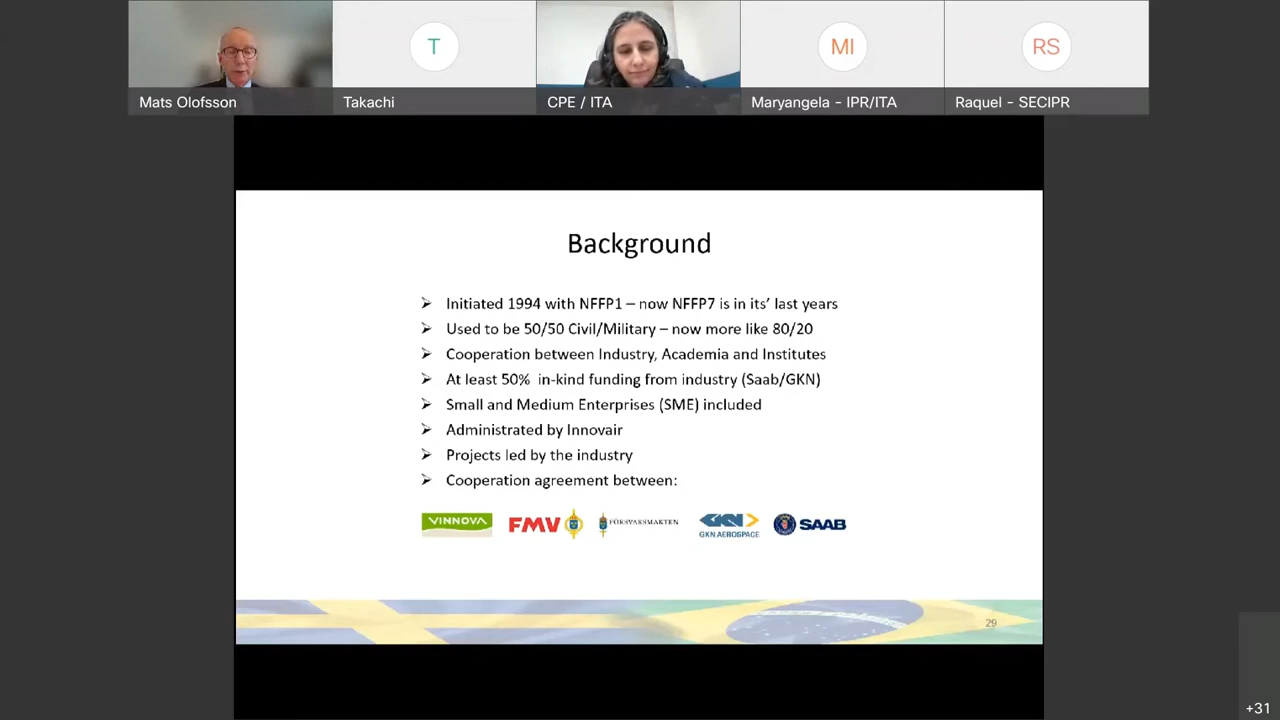 T
MI
RS
Mats Olofsson
Takachi
CPE / ITA
Maryangela - IPR/ITA
Raquel - SECIPR
Background
➢ Initiated 1994 with NFFP1 – now NFFP7 is in its’ last years
➢ Used to be 50/50 Civil/Military – now more like 80/20
➢ Cooperation between Industry, Academia and Institutes
➢ At least 50% in-kind funding from industry (Saab/GKN)
➢ Small and Medium Enterprises (SME) included
➢ Administrated by Innovair
➢ Projects led by the industry
➢ Cooperation agreement between:
VINNOVA
FMV
FÖRSVARSMAKTEN
GKN
GKN AEROSPACE
SAAB
29
+31